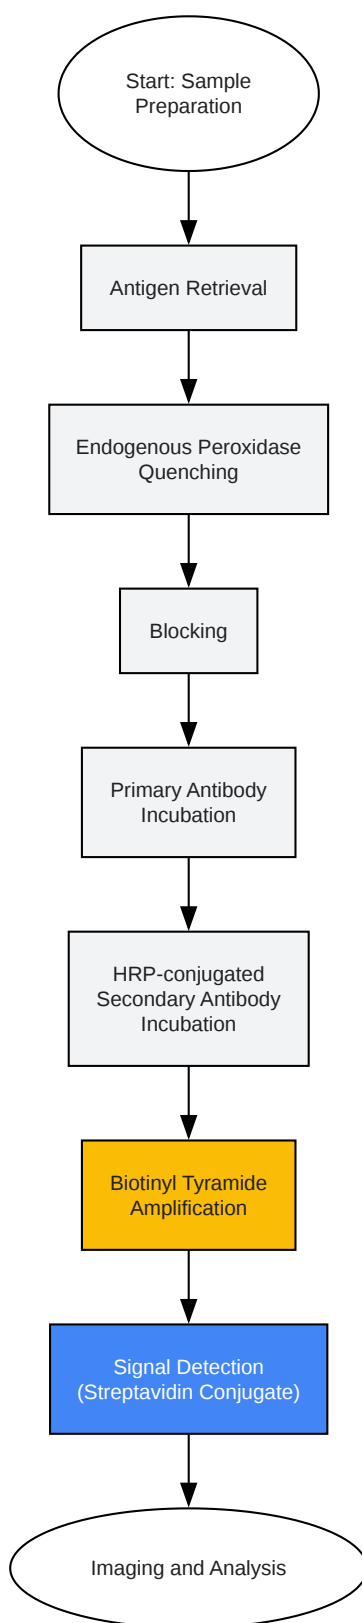 Start: Sample
Preparation
Antigen Retrieval
Endogenous Peroxidase
Quenching
Blocking
Primary Antibody
Incubation
HRP-conjugated
Secondary Antibody
Incubation
Biotinyl Tyramide
Amplification
Signal Detection
(Streptavidin Conjugate)
Imaging and Analysis